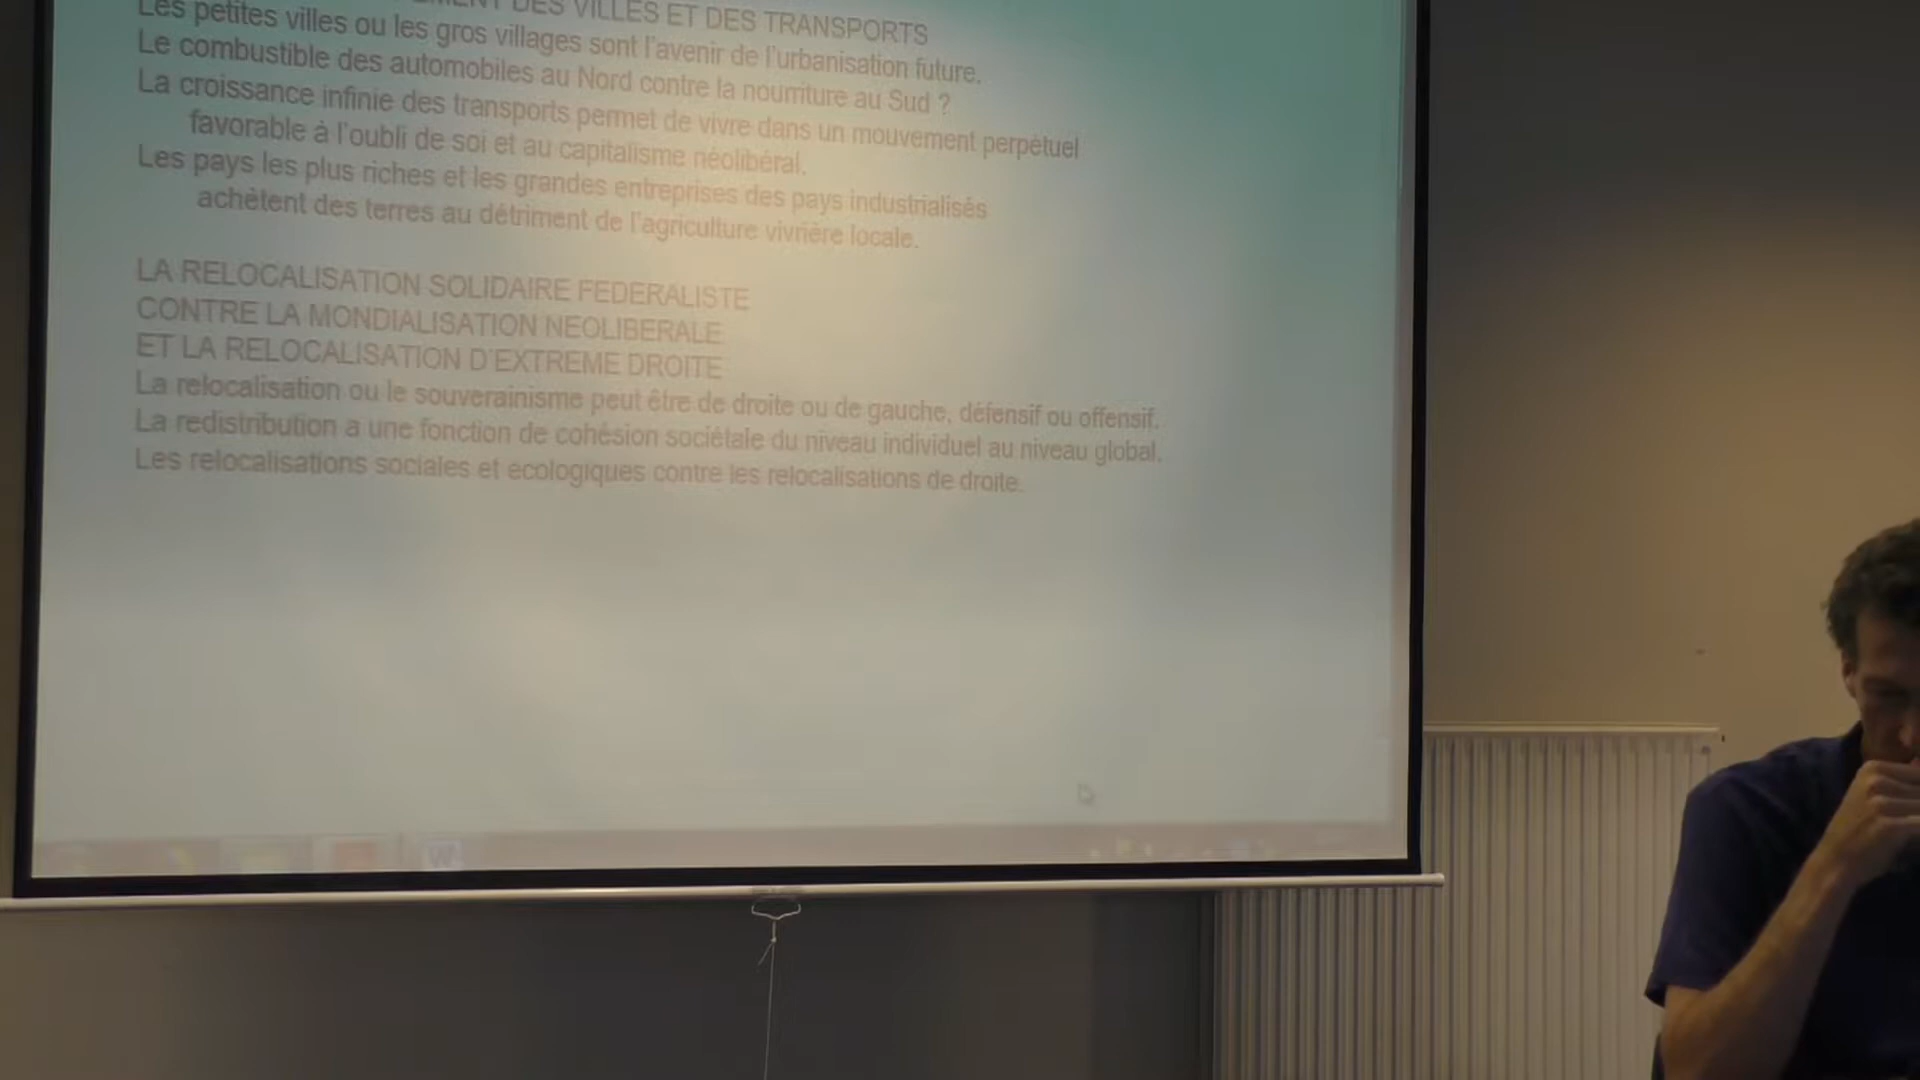 DES VILLES ET DES TRANSPORTS
Les petites villes ou les gros villages sont l'avenir de l'urbanisation future.
Le combustible des automobiles au Nord contre la nourriture au Sud ?
La croissance infinie des transports permet de vivre dans un mouvement perpétuel
favorable à l'oubli de soi et au capitalisme néolibéral.
Les pays les plus riches et les grandes entreprises des pays industrialisés
achètent des terres au détriment de l'agriculture vivrière locale.
LA RELOCALISATION SOLIDAIRE FEDERALISTE
CONTRE LA MONDIALISATION NEOLIBERALE
ET LA RELOCALISATION D'EXTREME DROITE
La relocalisation ou le souverainisme peut être de droite ou de gauche, défensif ou offensif.
La redistribution a une fonction de cohésion sociétale du niveau individuel au niveau global.
Les relocalisations sociales et écologiques contre les relocalisations de droite.